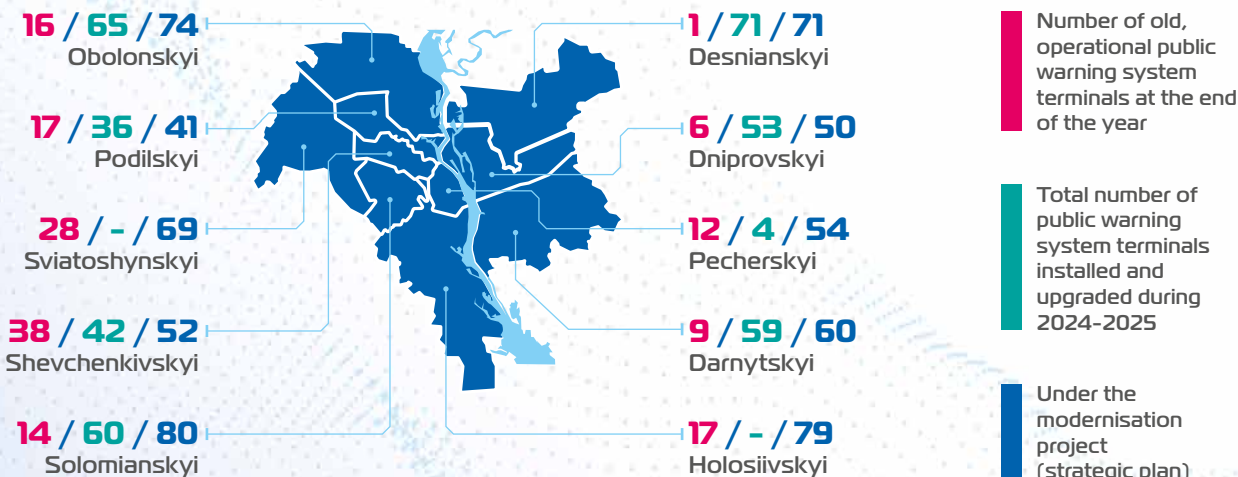 16 / 65 / 74
Obolonskyi
17 / 36 / 41
Podilskyi
28 / - / 69
Sviatoshynskyi
38 / 42 / 52
Shevchenkivskyi
14 / 60 / 80
Solomianskyi
1 / 71 / 71
Desnianskyi
6 / 53 / 50
Dniprovskyi
12 / 4 / 54
Pecherskyi
9 / 59 / 60
Darnytskyi
17 / - / 79
Holosiivskyi
Number of old,
operational public
warning system
terminals at the end
of the year
Total number of
public warning
system terminals
installed and
upgraded during
2024-2025
Under the
modernisation
project
(strategic plan)